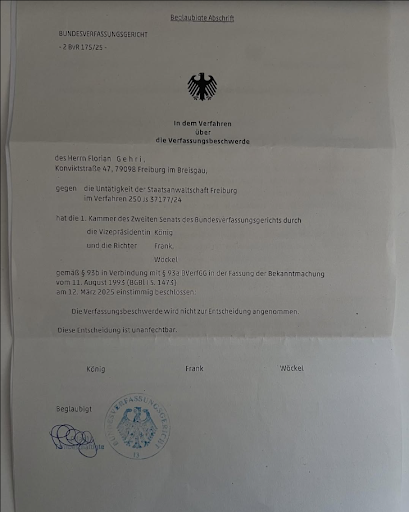 Beglaubigte Abschrift
BUNDESVERFASSUNGSGERICHT
- 2 BvR 175/25 -
In dem Verfahren
über
die Verfassungsbeschwerde
des Herrn Florian G e h r i ,
Konviktstraße 47, 79098 Freiburg im Breisgau,
gegen die Untätigkeit der Staatsanwaltschaft Freiburg
im Verfahren 250 Js 37177/24
hat die 1. Kammer des Zweiten Senats des Bundesverfassungsgerichts durch
die Vizepräsidentin König,
und die Richter Frank,
Wöckel
gemäß § 93b in Verbindung mit § 93a BVerfGG in der Fassung der Bekanntmachung
vom 11. August 1993 (BGBl I S. 1473)
am 12. März 2025 einstimmig beschlossen:
Die Verfassungsbeschwerde wird nicht zur Entscheidung angenommen.
Diese Entscheidung ist unanfechtbar.
König Frank Wöckel
Beglaubigt
BUNDESVERFASSUNGSGERICHT